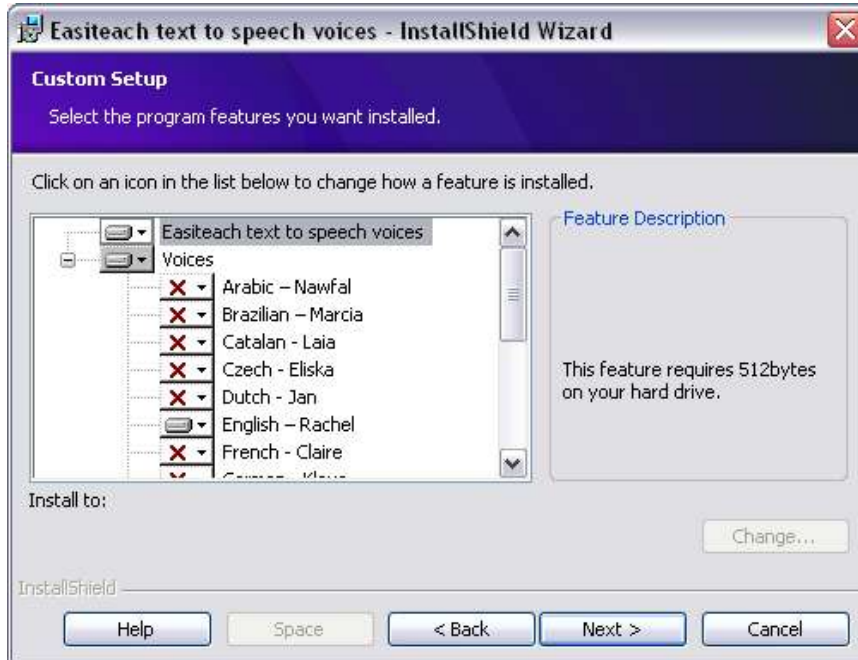 Easiteach text to speech voices - InstallShield Wizard
Custom Setup
Select the program features you want installed.
Click on an icon in the list below to change how a feature is installed.
Easiteach text to speech voices
Voices
Arabic – Nawfal
Brazilian – Marcia
Catalan - Laia
Czech - Eliska
Dutch - Jan
English – Rachel
French - Claire
Feature Description
This feature requires 512bytes
on your hard drive.
Install to:
Change...
InstallShield
Help
Space
< Back
Next >
Cancel